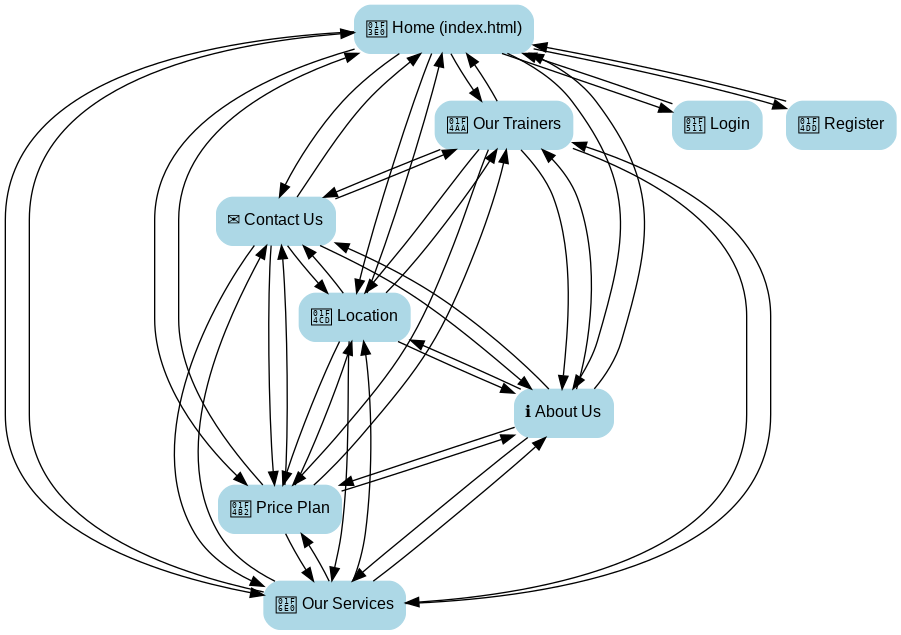 🏠 Home (index.html)
💪 Our Trainers
🔑 Login
📝 Register
✉ Contact Us
📍 Location
ℹ About Us
💲 Price Plan
🛠 Our Services